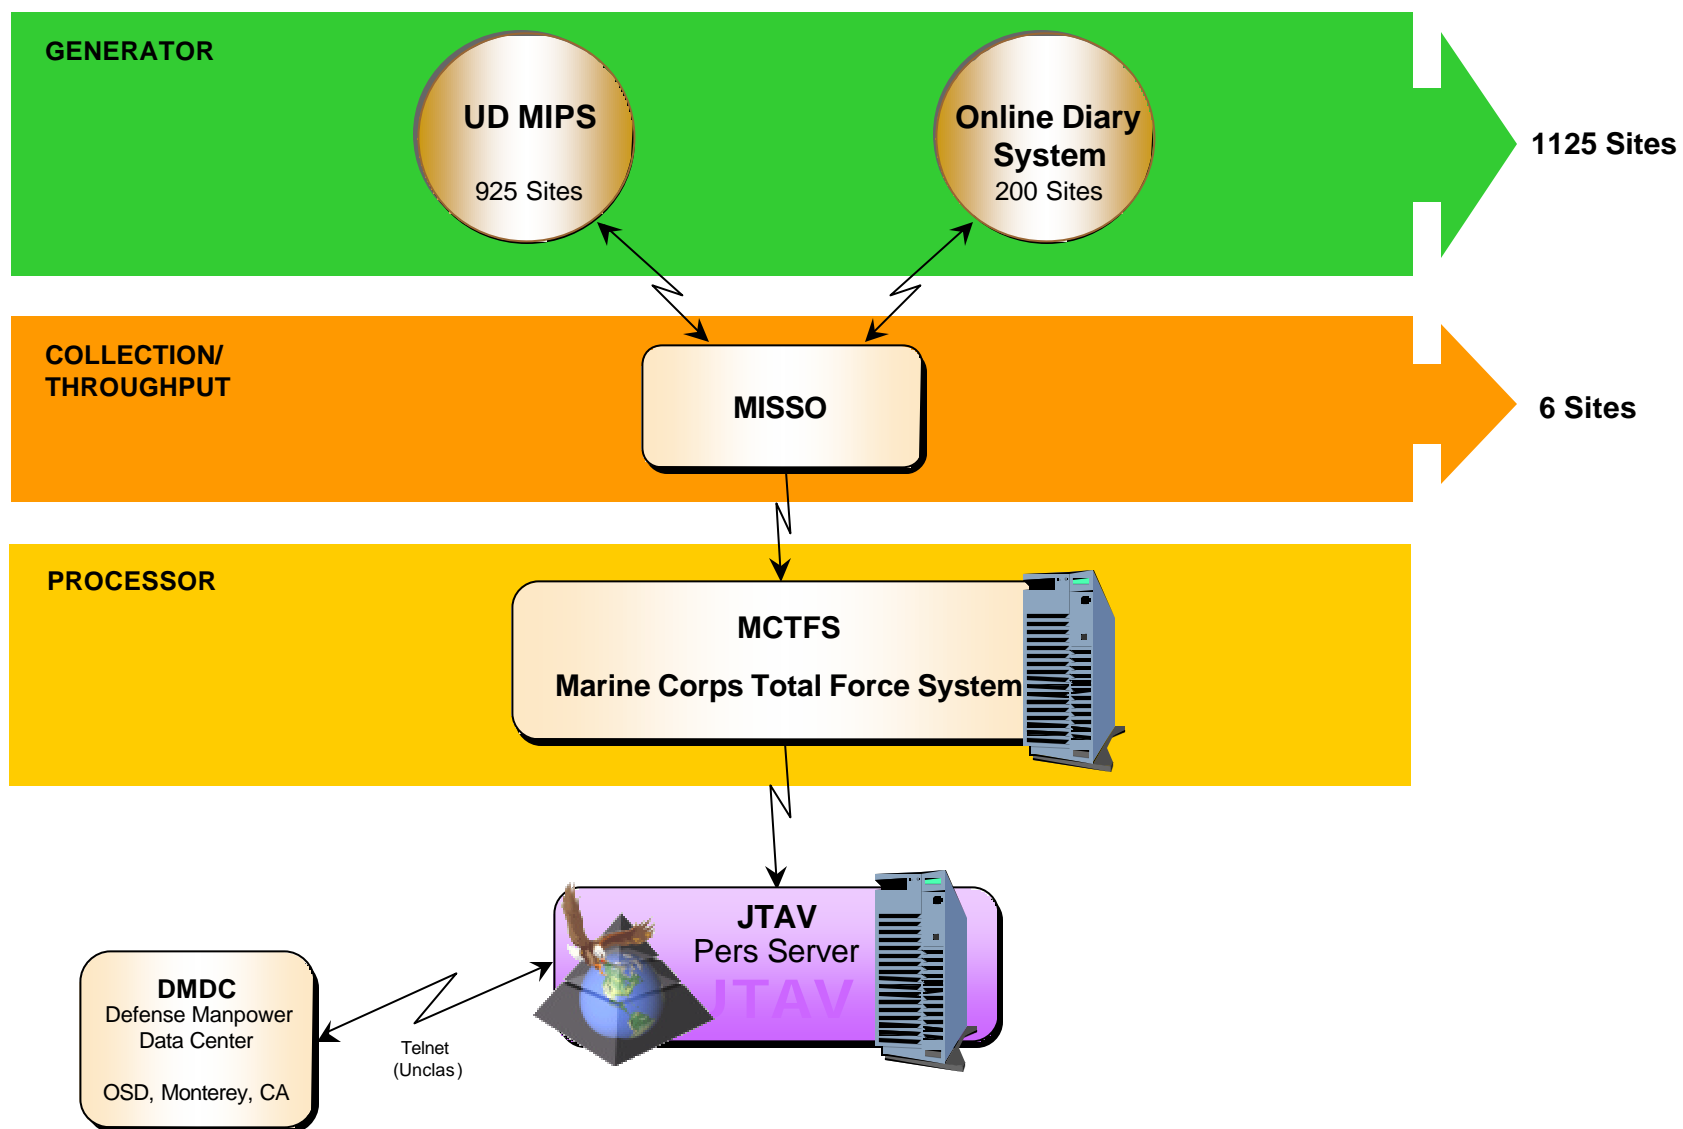 GENERATOR
UD MIPS
925 Sites
Online Diary
System
200 Sites
1125 Sites
COLLECTION/
THROUGHPUT
MISSO
6 Sites
PROCESSOR
MCTFS
Marine Corps Total Force System
JTAV
Pers Server
JTAV
DMDC
Defense Manpower
Data Center
OSD, Monterey, CA
Telnet
(Unclas)